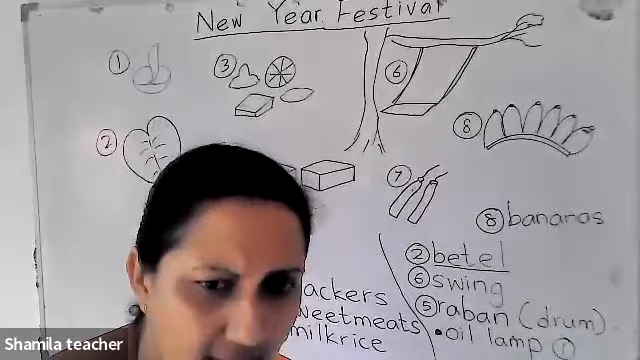 New Year Festival
①
③
⑥
⑧
②
⑦
⑧ bananas
② betel
⑥ swing
⑤ raban (drum)
• oil lamp ①
ackers
weetmeats
milkrice
Shamila teacher